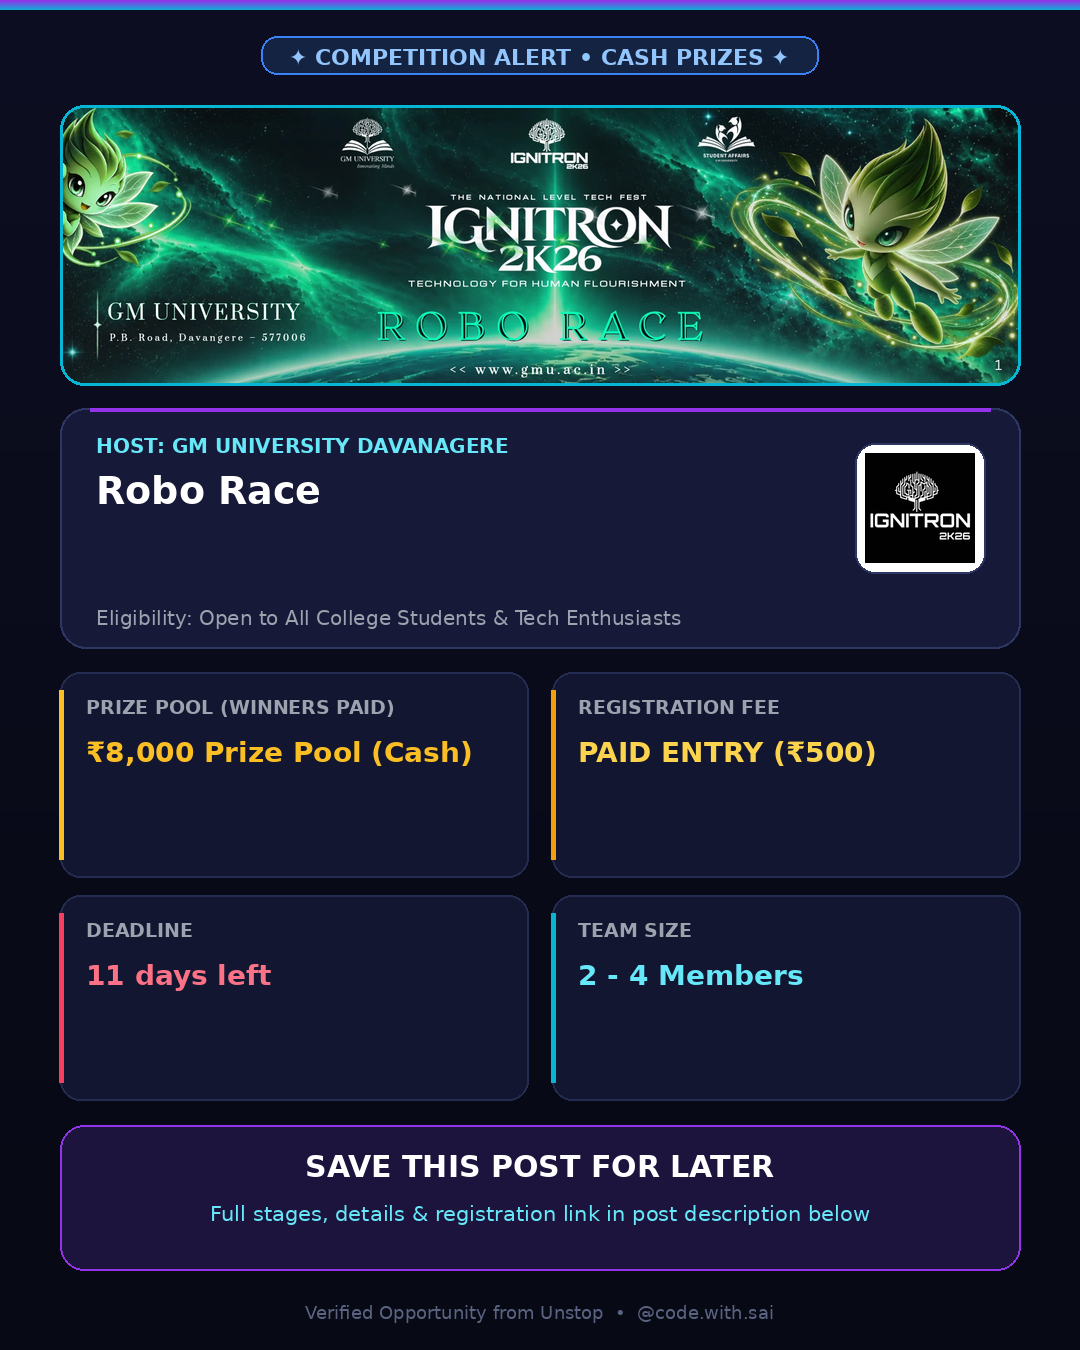 ✦ COMPETITION ALERT • CASH PRIZES ✦
GM UNIVERSITY
Innovating Minds
IGNITRON
2K26
STUDENT AFFAIRS
THE NATIONAL LEVEL TECH FEST
IGNITRON
2K26
TECHNOLOGY FOR HUMAN FLOURISHMENT
GM UNIVERSITY
P.B. Road, Davangere – 577006
ROBO RACE
<< www.gmu.ac.in >>
1
HOST: GM UNIVERSITY DAVANAGERE
Robo Race
IGNITRON
2K26
Eligibility: Open to All College Students & Tech Enthusiasts
PRIZE POOL (WINNERS PAID)
₹8,000 Prize Pool (Cash)
REGISTRATION FEE
PAID ENTRY (₹500)
DEADLINE
11 days left
TEAM SIZE
2 - 4 Members
SAVE THIS POST FOR LATER
Full stages, details & registration link in post description below
Verified Opportunity from Unstop • @code.with.sai